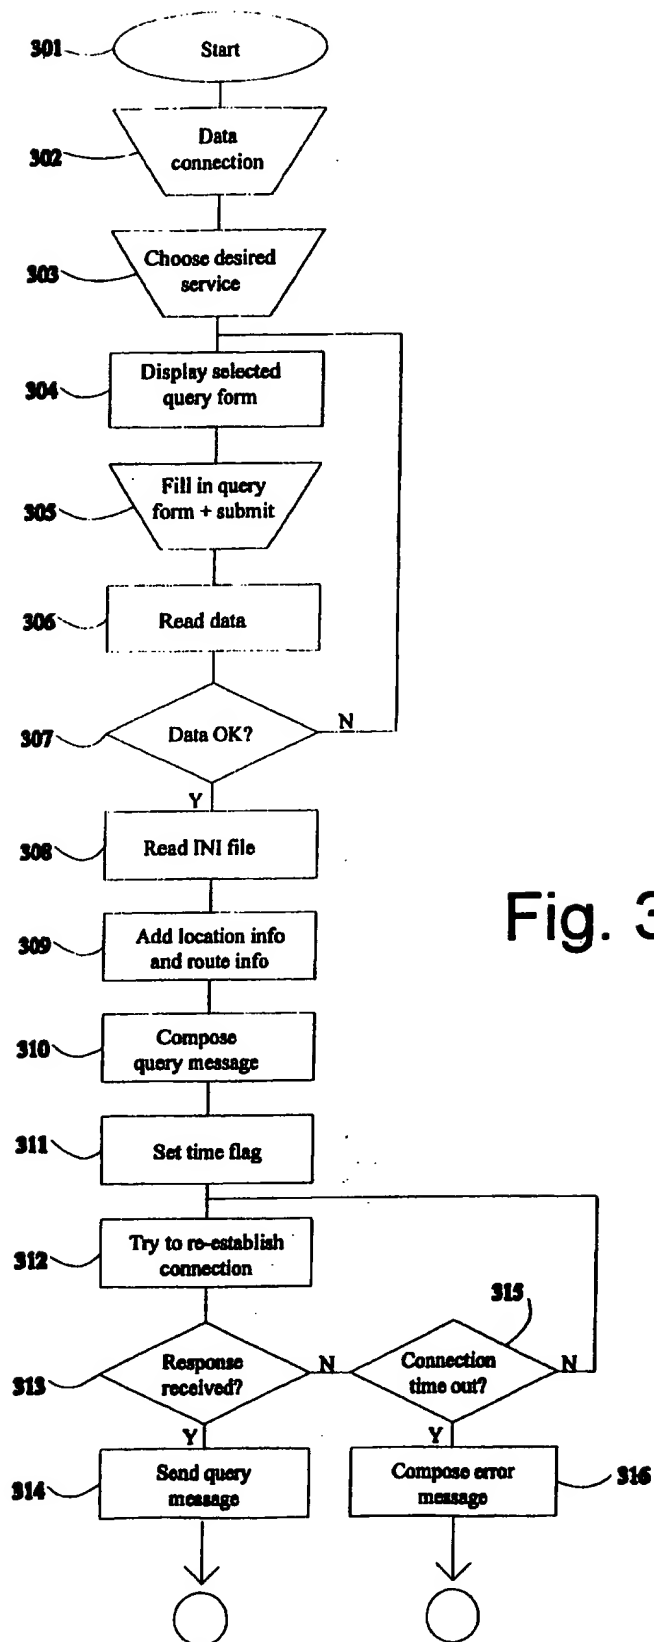 301
Start
302
Data
connection
303
Choose desired
service
304
Display selected
query form
305
Fill in query
form + submit
306
Read data
307
Data OK?
N
Y
308
Read INI file
Fig. 3
309
Add location info
and route info
310
Compose
query message
311
Set time flag
312
Try to re-establish
connection
315
313
Response
received?
N
Connection
time out?
N
Y
Y
314
Send query
message
Compose error
message
316